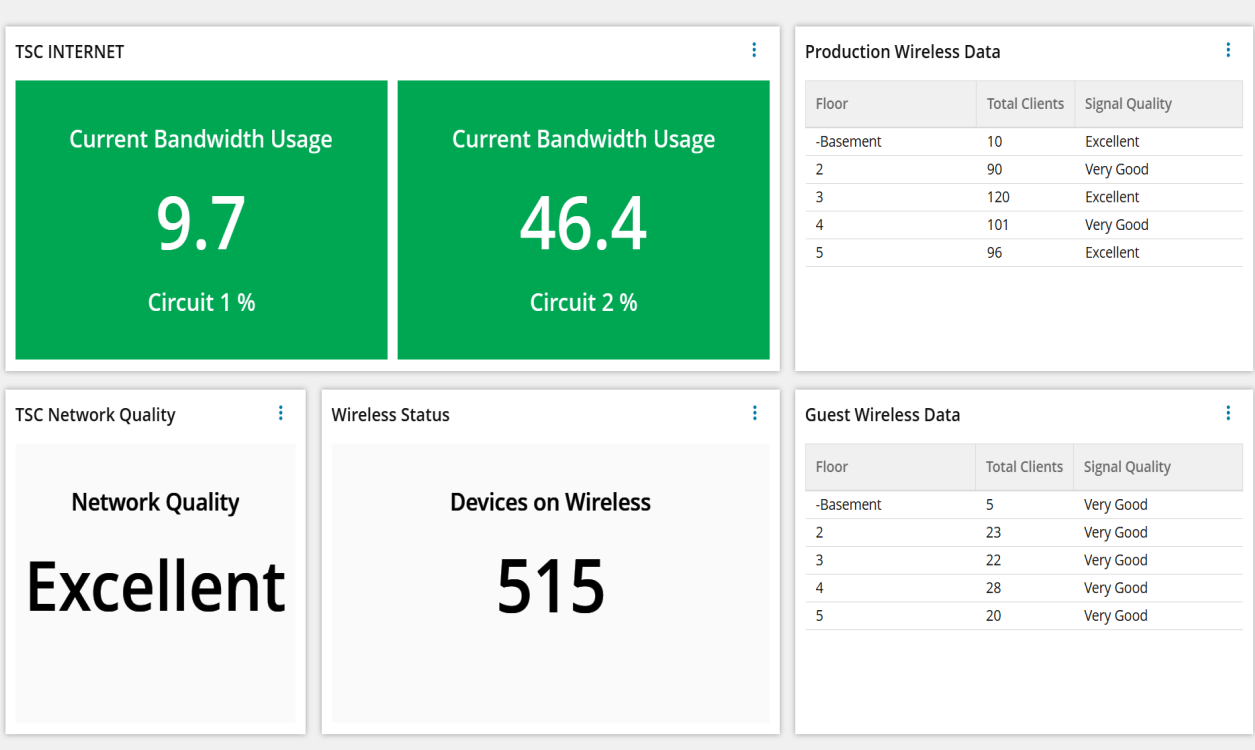 TSC INTERNET
Current Bandwidth Usage
9.7
Circuit 1 %
Current Bandwidth Usage
46.4
Circuit 2 %
Production Wireless Data
Floor Total Clients Signal Quality
-Basement 10 Excellent
2 90 Very Good
3 120 Excellent
4 101 Very Good
5 96 Excellent
TSC Network Quality
Network Quality
Excellent
Wireless Status
Devices on Wireless
515
Guest Wireless Data
Floor Total Clients Signal Quality
-Basement 5 Very Good
2 23 Very Good
3 22 Very Good
4 28 Very Good
5 20 Very Good